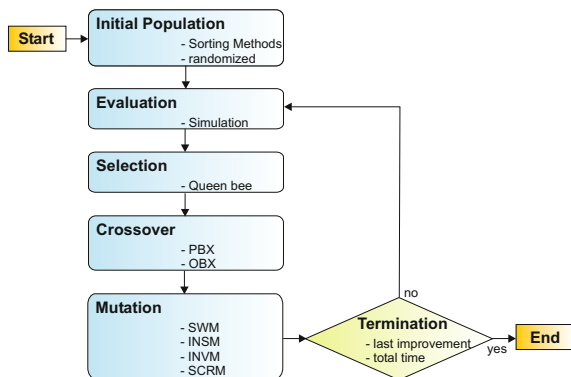 Start
Initial Population
- Sorting Methods
- randomized
Evaluation
- Simulation
Selection
- Queen bee
Crossover
- PBX
- OBX
Mutation
- SWM
- INSM
- INVM
- SCRM
no
Termination
- last improvement
- total time
yes
End